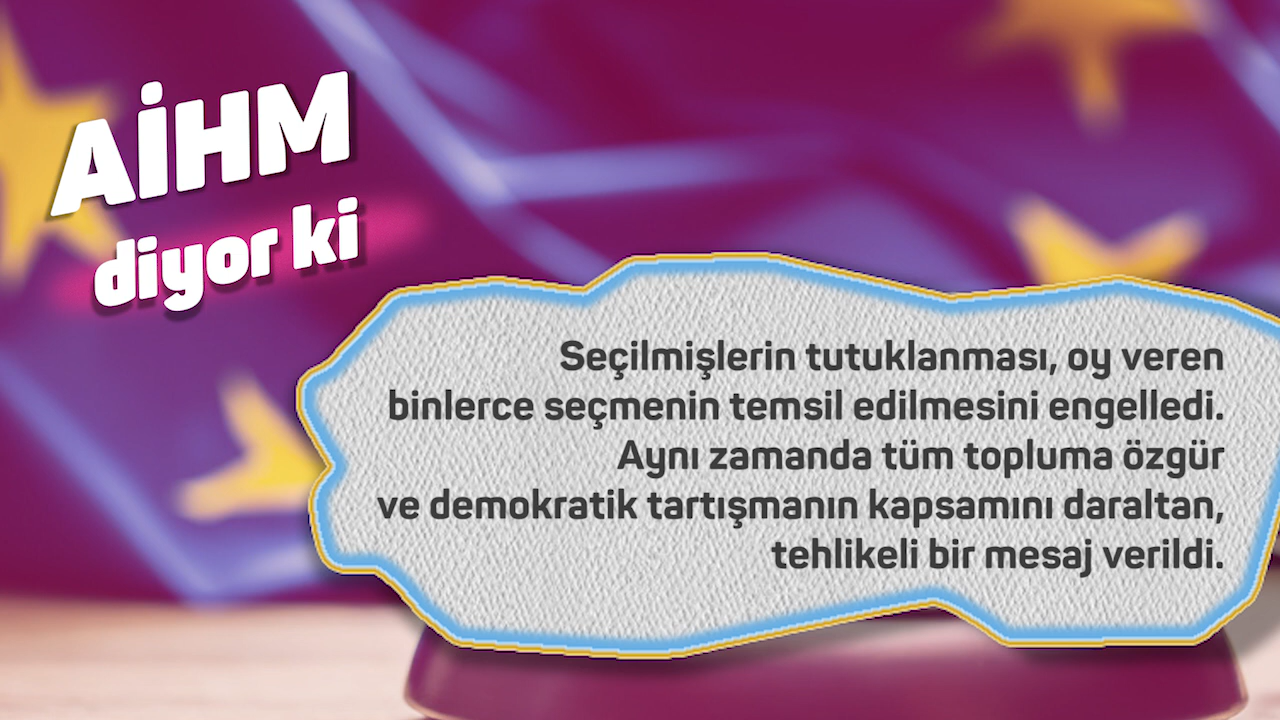 AİHM
diyor ki
Seçilmişlerin tutuklanması, oy veren
binlerce seçmenin temsil edilmesini engelledi.
Aynı zamanda tüm topluma özgür
ve demokratik tartışmanın kapsamını daraltan,
tehlikeli bir mesaj verildi.